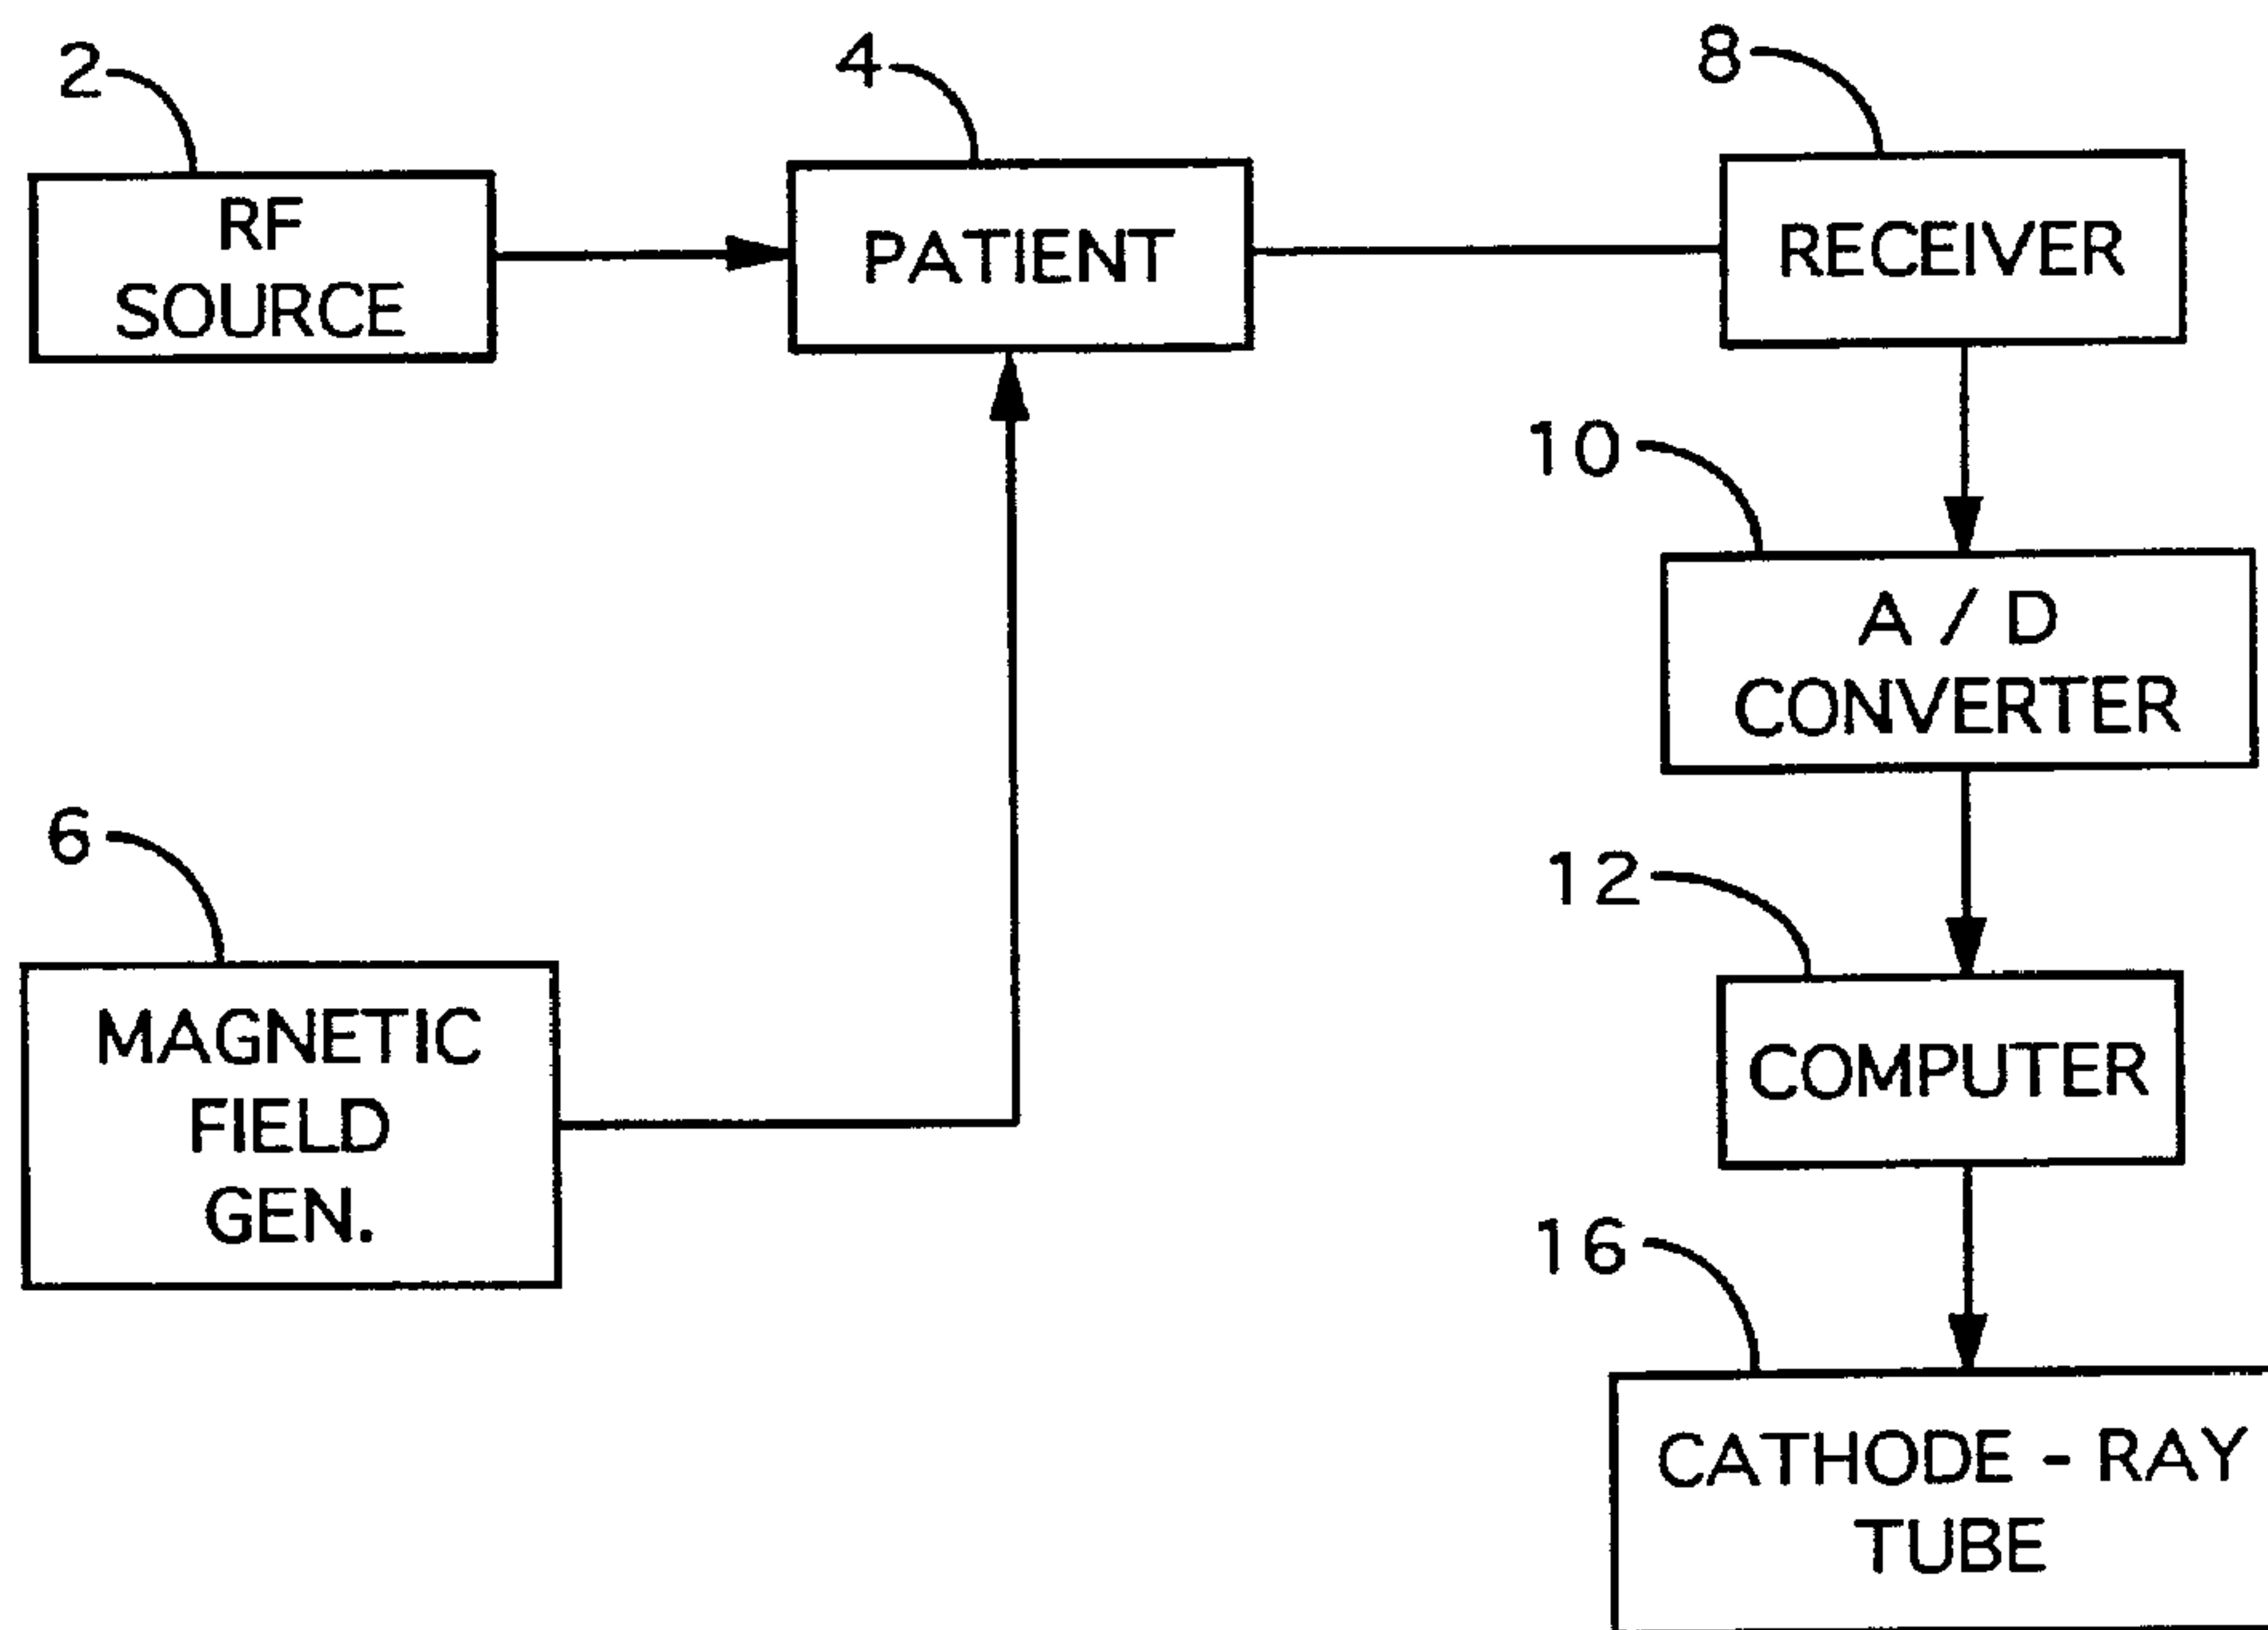 2
RF
SOURCE
4
PATIENT
8
RECEIVER
10
A / D
CONVERTER
6
MAGNETIC
FIELD
GEN.
12
COMPUTER
16
CATHODE - RAY
TUBE